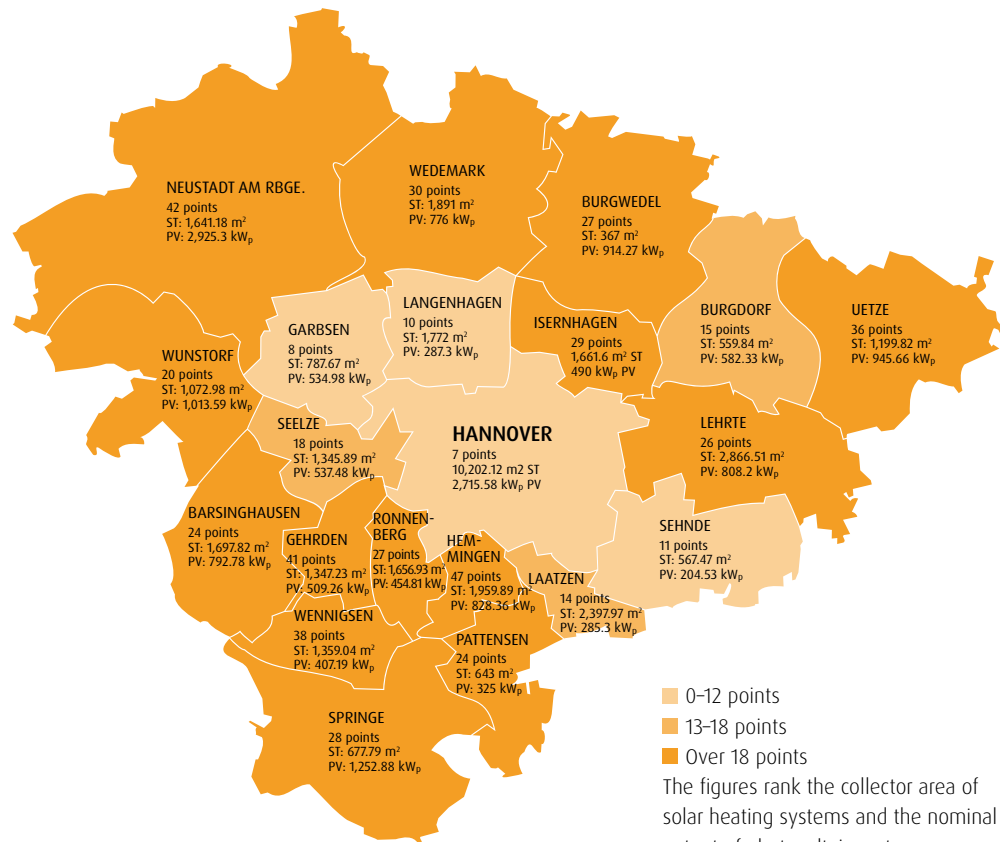 NEUSTADT AM RBGE.
42 points
ST: 1,641.18 m²
PV: 2,925.3 kWp
WEDEMARK
30 points
ST: 1,891 m²
PV: 776 kWp
BURGWEDEL
27 points
ST: 367 m²
PV: 914.27 kWp
LANGENHAGEN
10 points
ST: 1,772 m²
PV: 287.3 kWp
GARBSEN
8 points
ST: 787.67 m²
PV: 534.98 kWp
ISERNHAGEN
29 points
1,661.6 m² ST
490 kWp PV
BURGDORF
15 points
ST: 559.84 m²
PV: 582.33 kWp
UETZE
36 points
ST: 1,199.82 m²
PV: 945.66 kWp
WUNSTORF
20 points
ST: 1,072.98 m²
PV: 1,013.59 kWp
SEELZE
18 points
ST: 1,345.89 m²
PV: 537.48 kWp
HANNOVER
7 points
10,202.12 m2 ST
2,715.58 kWp PV
LEHRTE
26 points
ST: 2,866.51 m²
PV: 808.2 kWp
BARSINGHAUSEN
24 points
ST: 1,697.82 m²
PV: 792.78 kWp
GEHRDEN
41 points
ST: 1,347.23 m²
PV: 509.26 kWp
RONNEN-
BERG
27 points
ST: 1,656.93 m²
PV: 454.81 kWp
HEM-
MINGEN
47 points
ST: 1,959.89 m²
PV: 828.36 kWp
LAATZEN
14 points
ST: 2,397.97 m²
PV: 285.3 kWp
SEHNDE
11 points
ST: 567.47 m²
PV: 204.53 kWp
WENNIGSEN
38 points
ST: 1,359.04 m²
PV: 407.19 kWp
PATTENSEN
24 points
ST: 643 m²
PV: 325 kWp
SPRINGE
28 points
ST: 677.79 m²
PV: 1,252.88 kWp
0–12 points
13–18 points
Over 18 points
The figures rank the collector area of
solar heating systems and the nominal